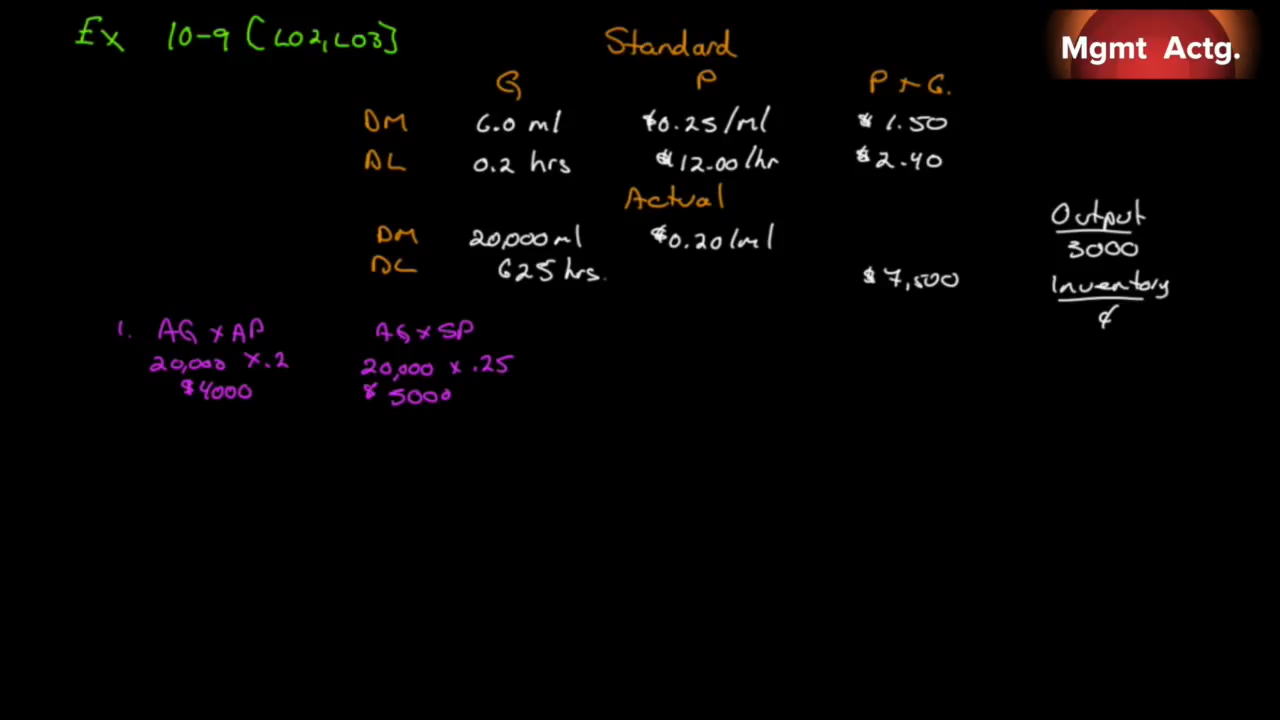 Ex 10-9 [LO2, LO3]
Mgmt Actg.
Standard
Q P P x Q.
DM 6.0 ml $0.25/ml $1.50
DL 0.2 hrs $12.00/hr $2.40
Actual
Output
DM 20,000 ml $0.20/ml
3000
DL 625 hrs. $7,500
Inventory
1. AQ x AP AQ x SP
20,000 x .2 20,000 x .25
$4000 $5000